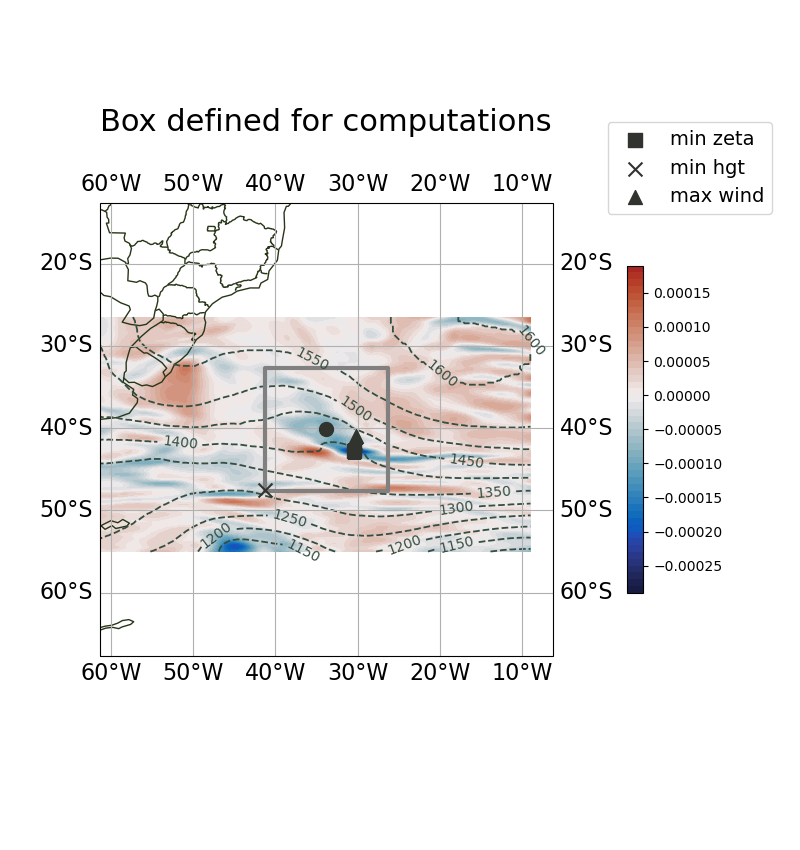 Box defined for computations
min zeta
min hgt
max wind
60°W 50°W 40°W 30°W 20°W 10°W
20°S 20°S
30°S 30°S
40°S 40°S
50°S 50°S
60°S 60°S
60°W 50°W 40°W 30°W 20°W 10°W
1600
1550
1600
1500
1400
1450
1350
1300
1250
1200
1150
1200
1150
0.00015
0.00010
0.00005
0.00000
−0.00005
−0.00010
−0.00015
−0.00020
−0.00025